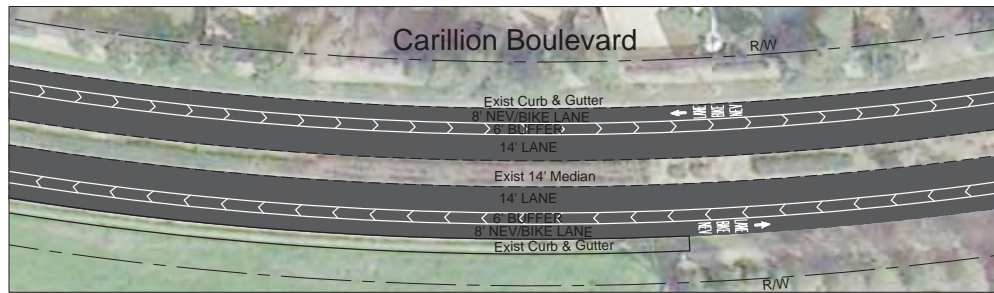 Carillion Boulevard
R/W
Exist Curb & Gutter
8' NEV/BIKE LANE
LANE
BIKE
NEV
6' BUFFER
14' LANE
Exist 14' Median
14' LANE
6' BUFFER
8' NEV/BIKE LANE
NEV
BIKE
LANE
Exist Curb & Gutter
R/W